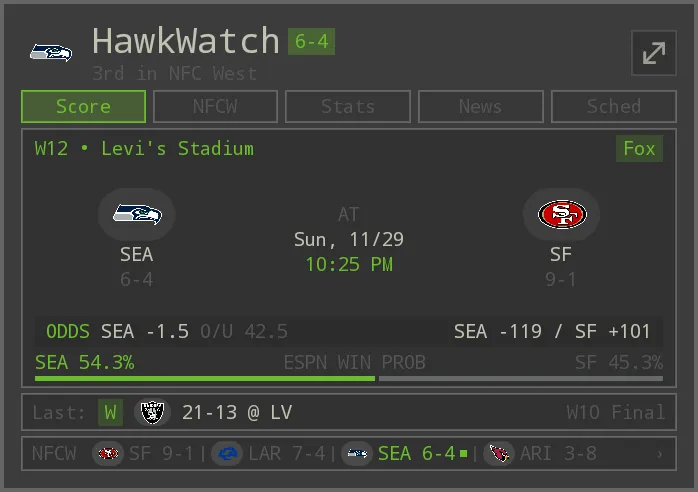 HawkWatch 6-4
3rd in NFC West
Score NFCW Stats News Sched
W12 • Levi's Stadium Fox
AT
Sun, 11/29
10:25 PM
SEA
6-4
SF
9-1
ODDS SEA -1.5 O/U 42.5 SEA -119 / SF +101
SEA 54.3% ESPN WIN PROB SF 45.3%
Last: W 21-13 @ LV W10 Final
NFCW SF 9-1 | LAR 7-4 | SEA 6-4 | ARI 3-8 ›